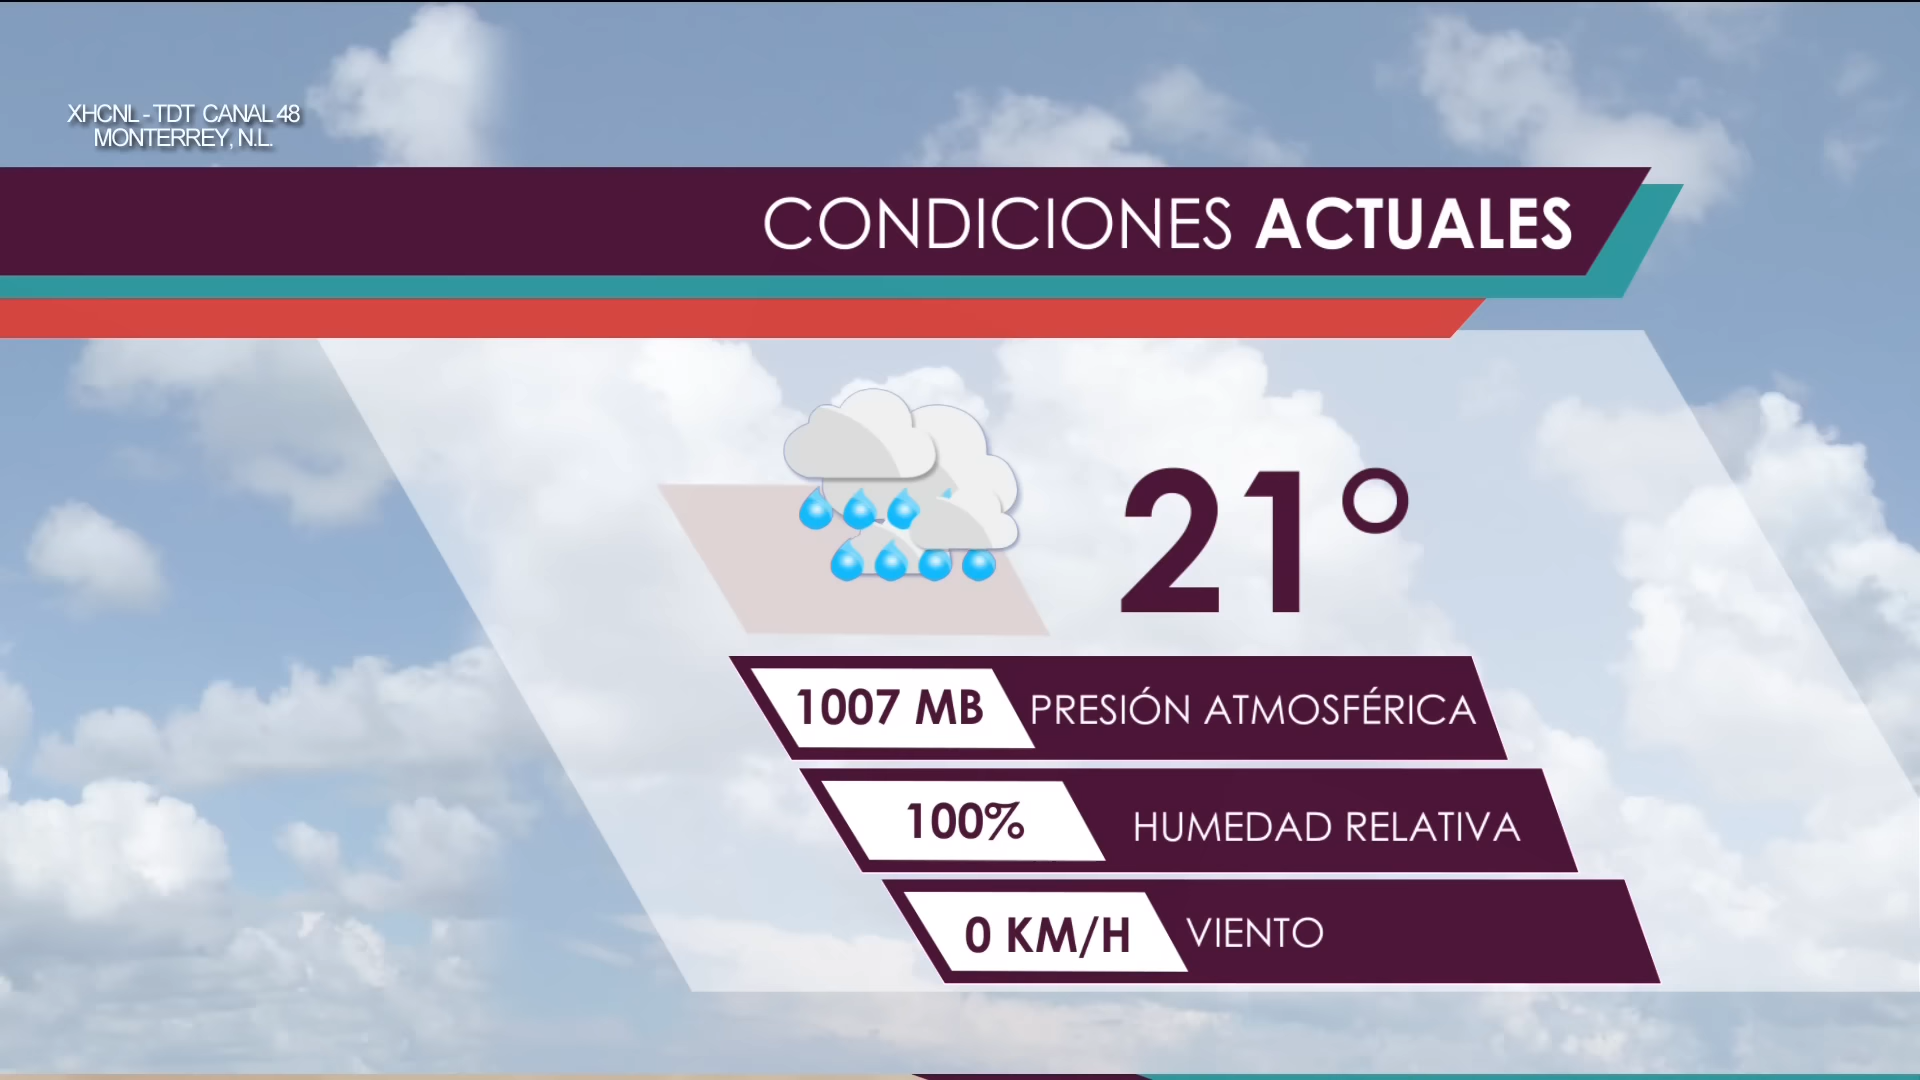 XHCNL - TDT CANAL 48
MONTERREY, N.L.
CONDICIONES ACTUALES
21°
1007 MB PRESIÓN ATMOSFÉRICA
100% HUMEDAD RELATIVA
0 KM/H VIENTO